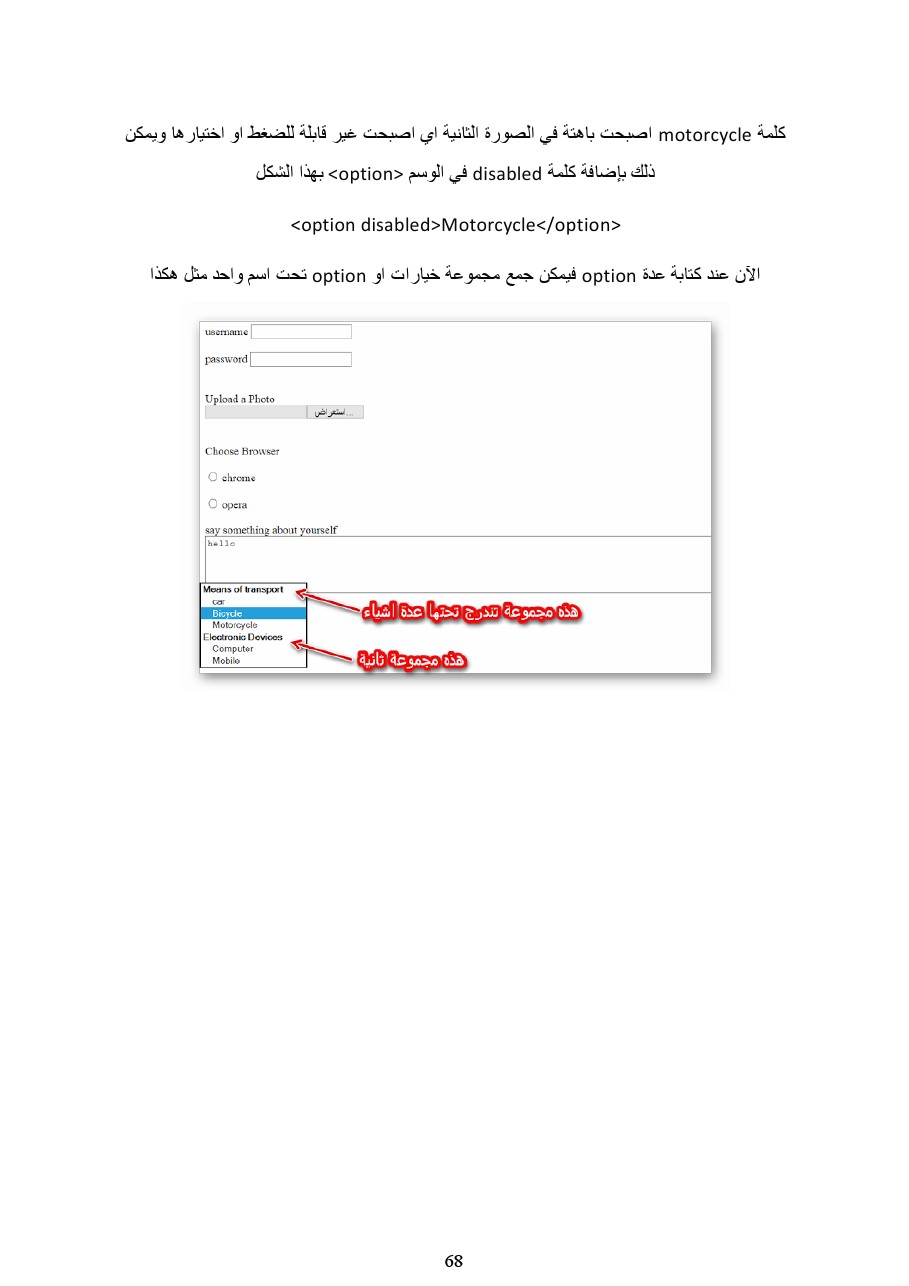 كلمة motorcycle اصبحت باهتة في الصورة الثانية اي اصبحت غير قابلة للضغط او اختيارها ويمكن
ذلك بإضافة كلمة disabled في الوسم <option> بهذا الشكل
<option disabled>Motorcycle</option>
الآن عند كتابة عدة option فيمكن جمع مجموعة خيارات او option تحت اسم واحد مثل هكذا
username
password
Upload a Photo
استعراض...
Choose Browser
chrome
opera
say something about yourself
hello
Means of transport
car
Bicycle
هذه مجموعة تندرج تحتها عدة اشياء
Motorcycle
Electronic Devices
Computer
Mobile
هذه مجموعة ثانية
68